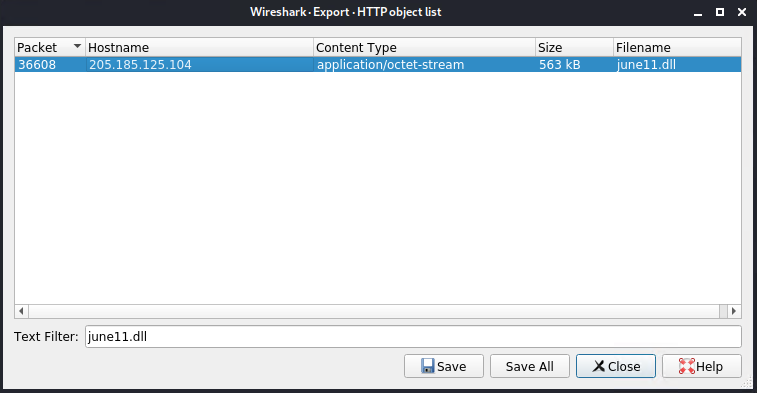 Wireshark · Export · HTTP object list
Packet Hostname Content Type Size Filename
36608 205.185.125.104 application/octet-stream 563 kB june11.dll
Text Filter: june11.dll
Save Save All Close Help